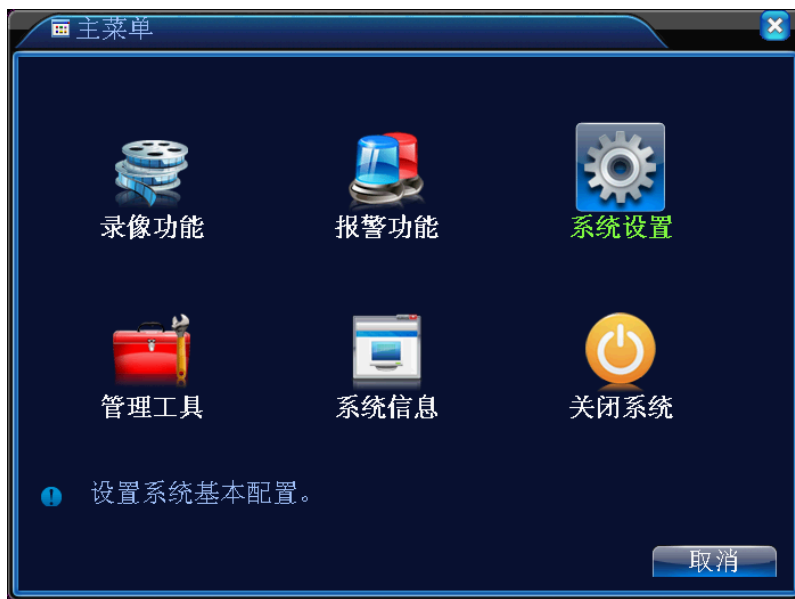 主菜单
录像功能
报警功能
系统设置
管理工具
系统信息
关闭系统
设置系统基本配置。
取消